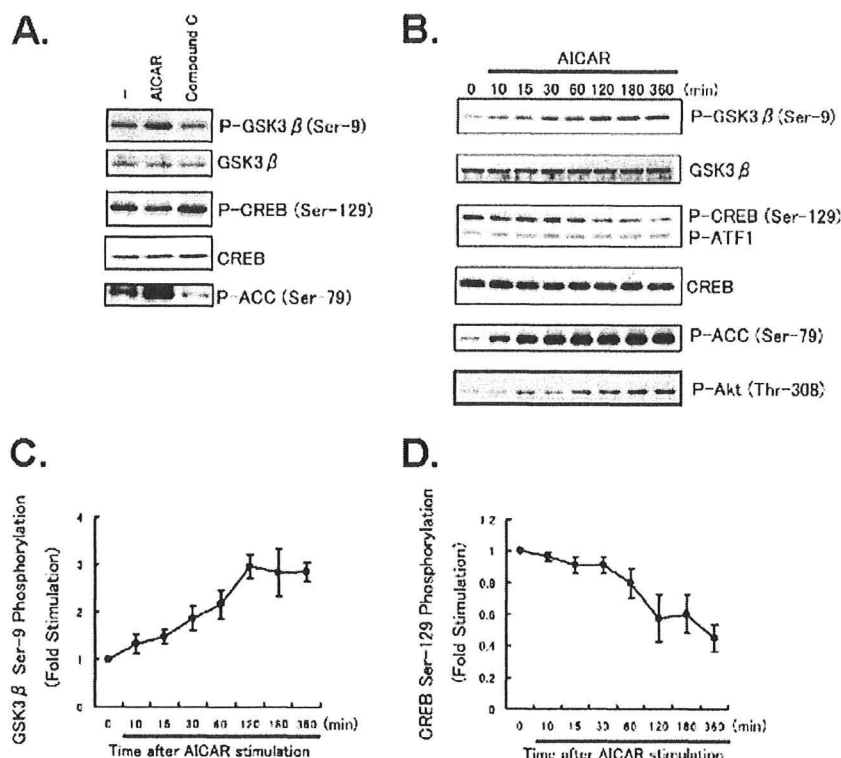 A.
–
AICAR
Compound C
P-GSK3β(Ser-9)
GSK3β
P-CREB (Ser-129)
CREB
P-ACC (Ser-79)
B.
AICAR
0 10 15 30 60 120 180 360 (min)
P-GSK3β(Ser-9)
GSK3β
P-CREB (Ser-129)
P-ATF1
CREB
P-ACC (Ser-79)
P-Akt (Thr-308)
C.
GSK3β Ser-9 Phosphorylation
(Fold Stimulation)
4
3
2
1
0
0 10 15 30 60 120 180 360 (min)
Time after AICAR stimulation
D.
CREB Ser-129 Phosphorylation
(Fold Stimulation)
1.2
1
0.8
0.6
0.4
0.2
0
0 10 15 30 60 120 180 360 (min)
Time after AICAR stimulation